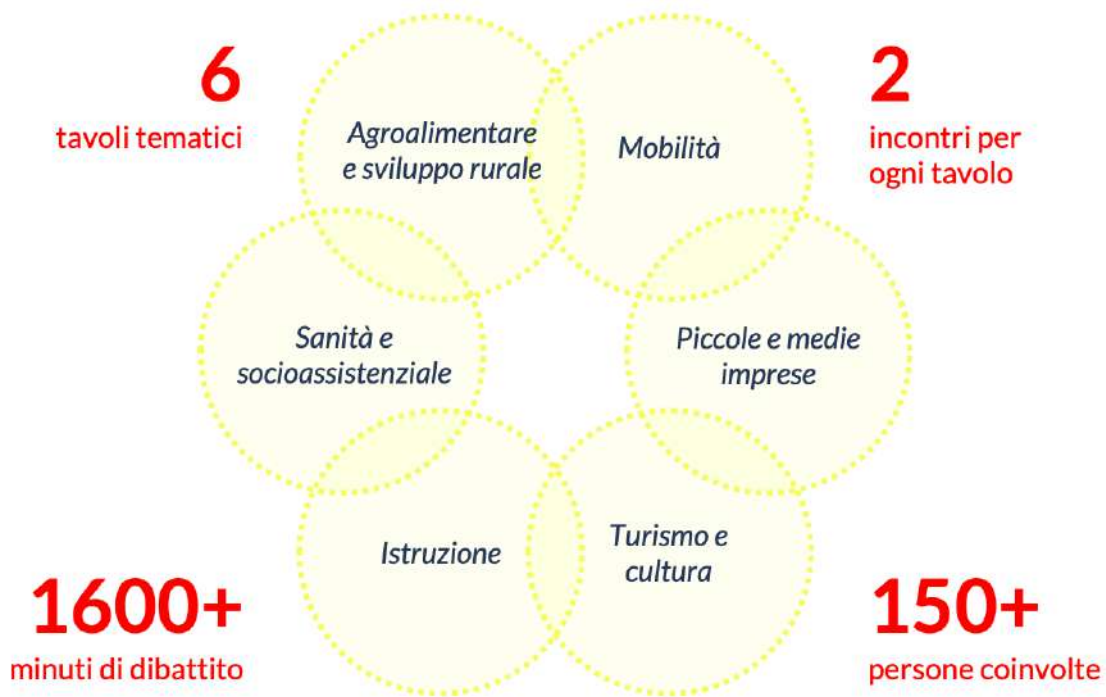 6
tavoli tematici
2
incontri per
ogni tavolo
Agroalimentare
e sviluppo rurale
Mobilità
Sanità e
socioassistenziale
Piccole e medie
imprese
Istruzione
Turismo e
cultura
1600+
minuti di dibattito
150+
persone coinvolte